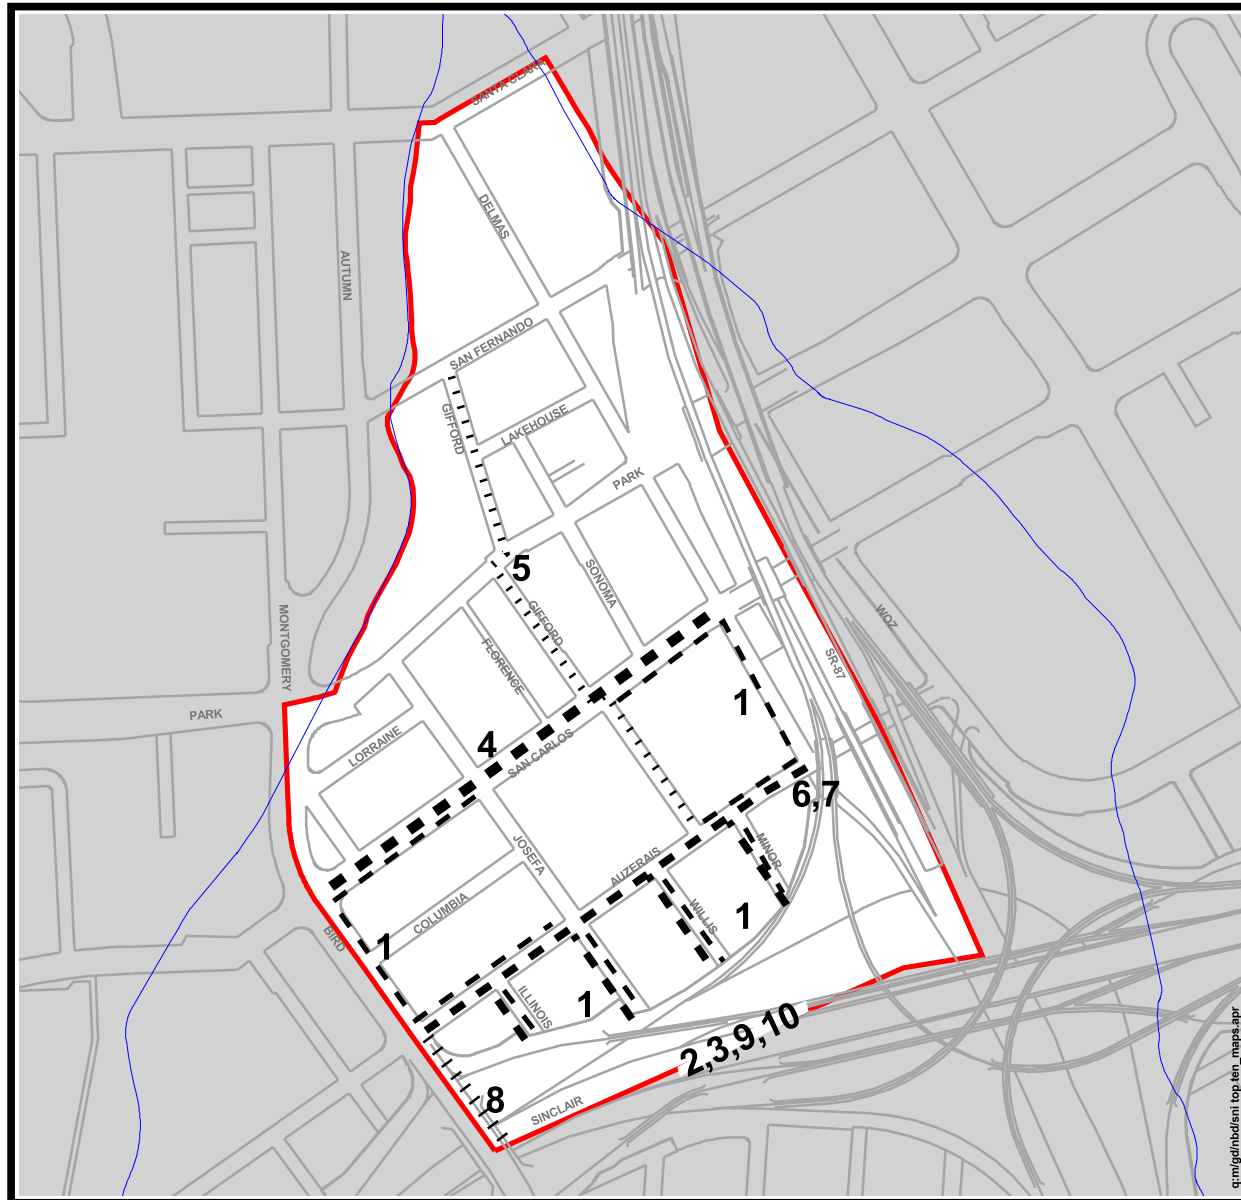 SANTA CLARA
DELMAS
AUTUMN
SAN FERNANDO
GIFFORD
LAKEHOUSE
PARK
5
SONOMA
GIFFORD
MONTGOMERY
FLORENCE
WOZ
SR-87
PARK
1
LORRAINE
4
SAN CARLOS
6,7
JOSEFA
MINOR
AUZERAIS
COLUMBIA
WILLIS
1
BIRD
1
ILLINOIS
1
2,3,9,10
8
SINCLAIR
q:m/gd/nbd/sni top ten_maps.apr